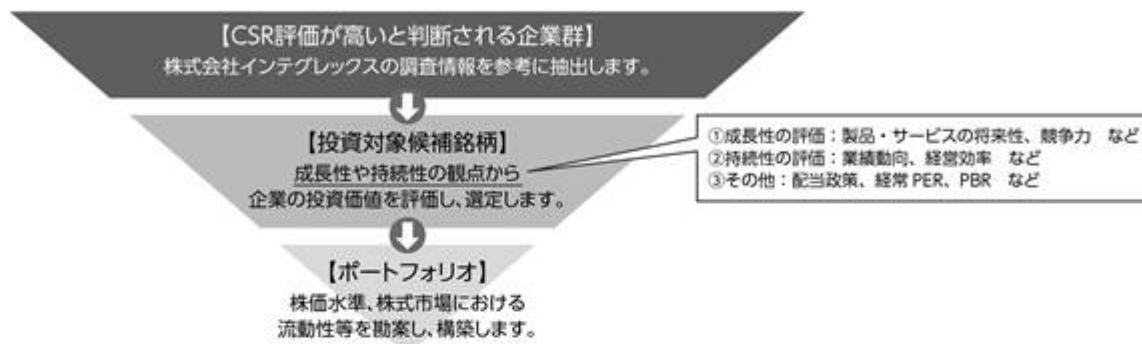 【CSR評価が高いと判断される企業群】
株式会社インテグレックスの調査情報を参考に抽出します。
【投資対象候補銘柄】
成長性や持続性の観点から
企業の投資価値を評価し、選定します。
①成長性の評価：製品・サービスの将来性、競争力　など
②持続性の評価：業績動向、経営効率　など
③その他：配当政策、経常PER、PBR　など
【ポートフォリオ】
株価水準、株式市場における
流動性等を勘案し、構築します。